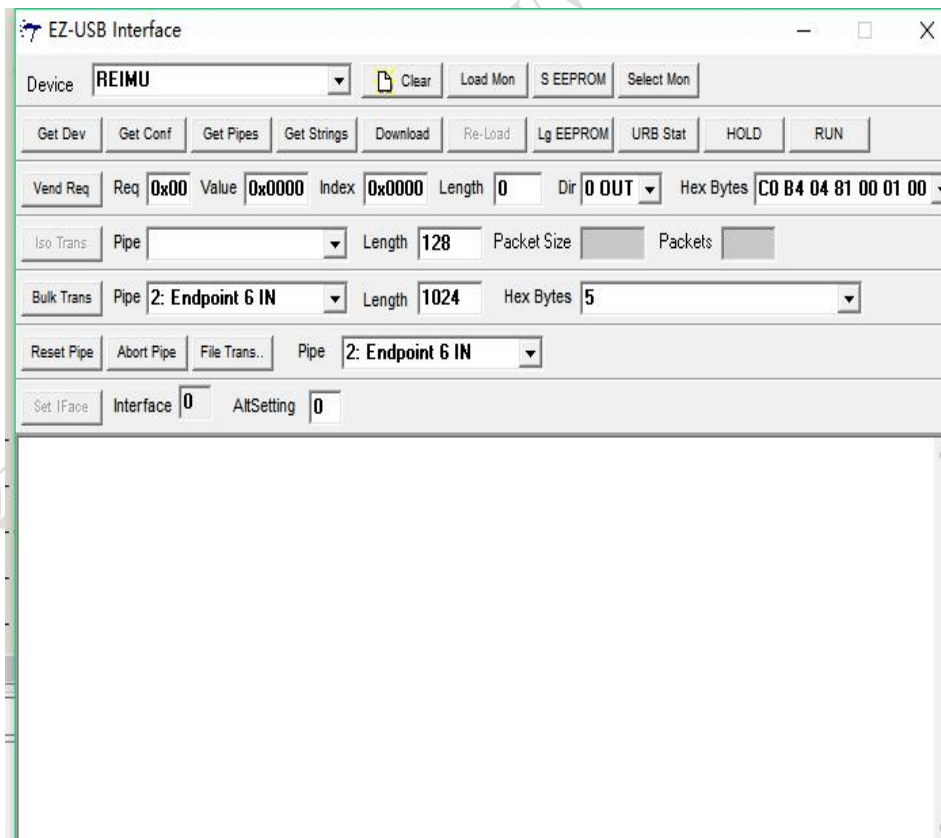 EZ-USB Interface
Device REIMU Clear Load Mon S EEPROM Select Mon
Get Dev Get Conf Get Pipes Get Strings Download Re-Load Lg EEPROM URB Stat HOLD RUN
Vend Req Req 0x00 Value 0x0000 Index 0x0000 Length 0 Dir 0 OUT Hex Bytes C0 B4 04 81 00 01 00
Iso Trans Pipe Length 128 Packet Size Packets
Bulk Trans Pipe 2: Endpoint 6 IN Length 1024 Hex Bytes 5
Reset Pipe Abort Pipe File Trans.. Pipe 2: Endpoint 6 IN
Set IFace Interface 0 AltSetting 0